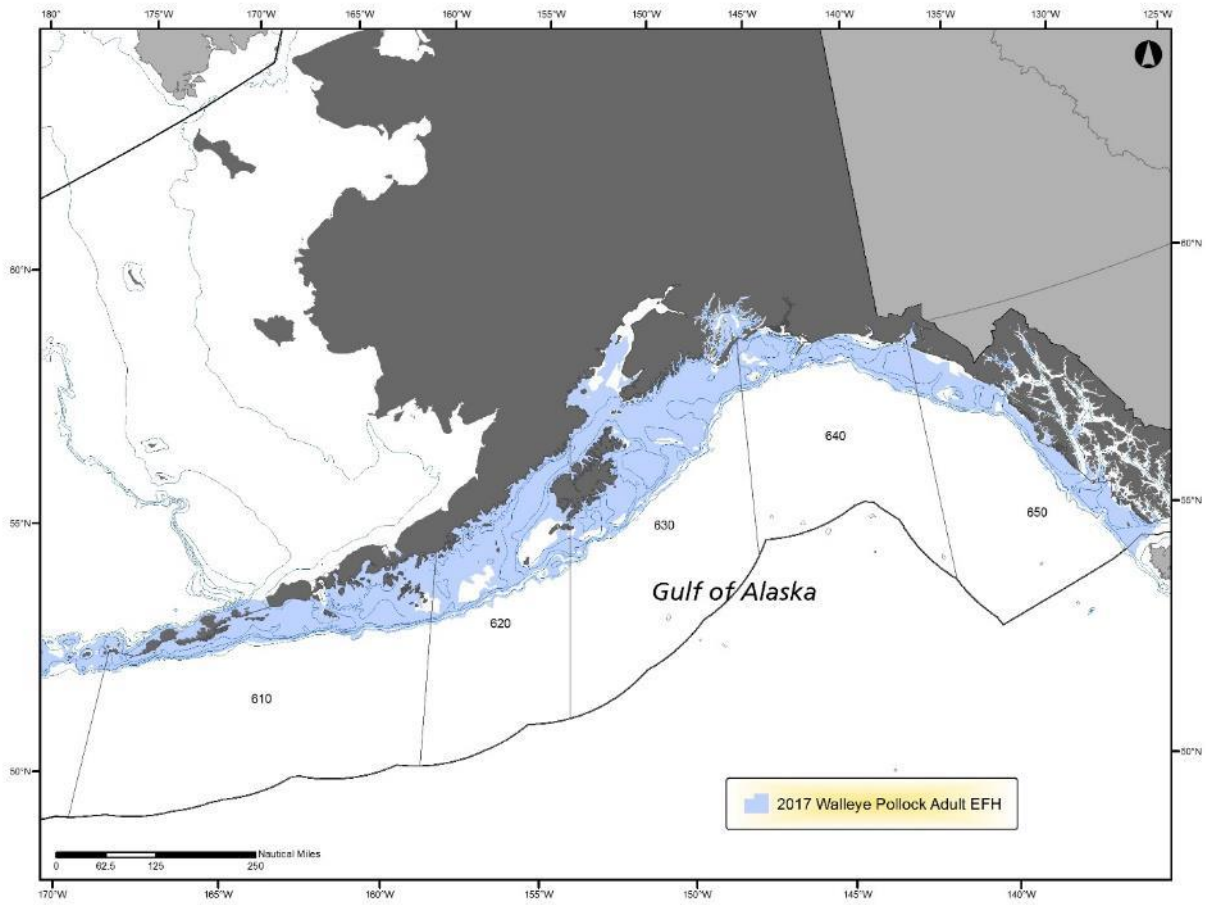 180° 175°W 170°W 165°W 160°W 155°W 150°W 145°W 140°W 135°W 130°W 125°W
60°N 60°N
640
630
55°N 55°N
650
Gulf of Alaska
620
610
50°N 50°N
2017 Walleye Pollock Adult EFH
Nautical Miles
0 62.5 125 250
170°W 165°W 160°W 155°W 150°W 145°W 140°W